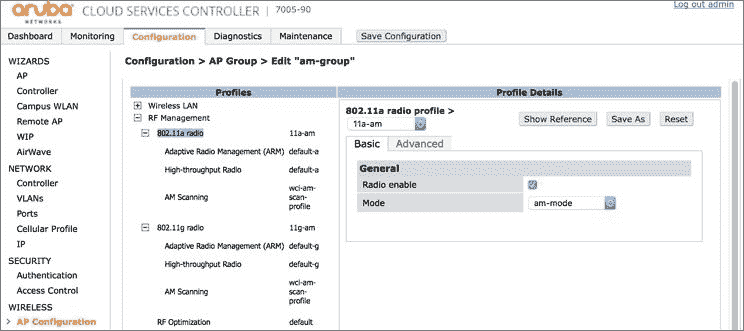 aruba
NETWORKS
CLOUD SERVICES CONTROLLER | 7005-90
Log out admin
Dashboard Monitoring Configuration Diagnostics Maintenance Save Configuration
WIZARDS
AP
Controller
Campus WLAN
Remote AP
WIP
AirWave
NETWORK
Controller
VLANs
Ports
Cellular Profile
IP
SECURITY
Authentication
Access Control
WIRELESS
> AP Configuration
Configuration > AP Group > Edit "am-group"
Profiles
Wireless LAN
RF Management
802.11a radio 11a-am
Adaptive Radio Management (ARM) default-a
High-throughput Radio default-a
AM Scanning wci-am-
scan-
profile
802.11g radio 11g-am
Adaptive Radio Management (ARM) default-g
High-throughput Radio default-g
AM Scanning wci-am-
scan-
profile
RF Optimization default
Profile Details
802.11a radio profile >
11a-am
Show Reference Save As Reset
Basic Advanced
General
Radio enable
Mode am-mode